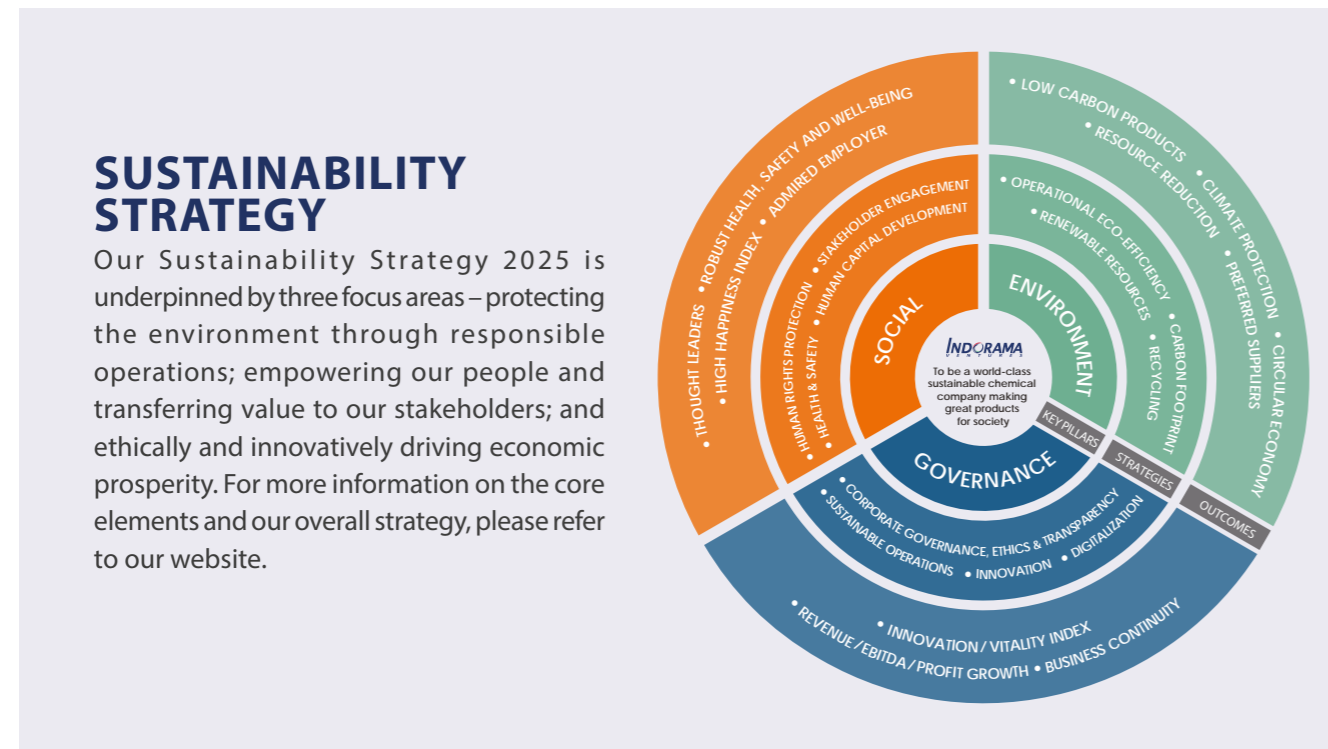 SUSTAINABILITY
STRATEGY
Our Sustainability Strategy 2025 is
underpinned by three focus areas – protecting
the environment through responsible
operations; empowering our people and
transferring value to our stakeholders; and
ethically and innovatively driving economic
prosperity. For more information on the core
elements and our overall strategy, please refer
to our website.
INDORAMA
VENTURES
To be a world-class
sustainable chemical
company making
great products
for society
SOCIAL
• HUMAN RIGHTS PROTECTION • STAKEHOLDER ENGAGEMENT
• HEALTH & SAFETY • HUMAN CAPITAL DEVELOPMENT
• THOUGHT LEADERS • ROBUST HEALTH, SAFETY AND WELL-BEING
• HIGH HAPPINESS INDEX • ADMIRED EMPLOYER
ENVIRONMENT
• OPERATIONAL ECO-EFFICIENCY • CARBON FOOTPRINT
• RENEWABLE RESOURCES • RECYCLING
• LOW CARBON PRODUCTS • CLIMATE PROTECTION • CIRCULAR ECONOMY
• RESOURCE REDUCTION • PREFERRED SUPPLIERS
GOVERNANCE
• CORPORATE GOVERNANCE, ETHICS & TRANSPARENCY
• SUSTAINABLE OPERATIONS • INNOVATION • DIGITALIZATION
• INNOVATION / VITALITY INDEX
• REVENUE / EBITDA / PROFIT GROWTH • BUSINESS CONTINUITY
KEY PILLARS
STRATEGIES
OUTCOMES